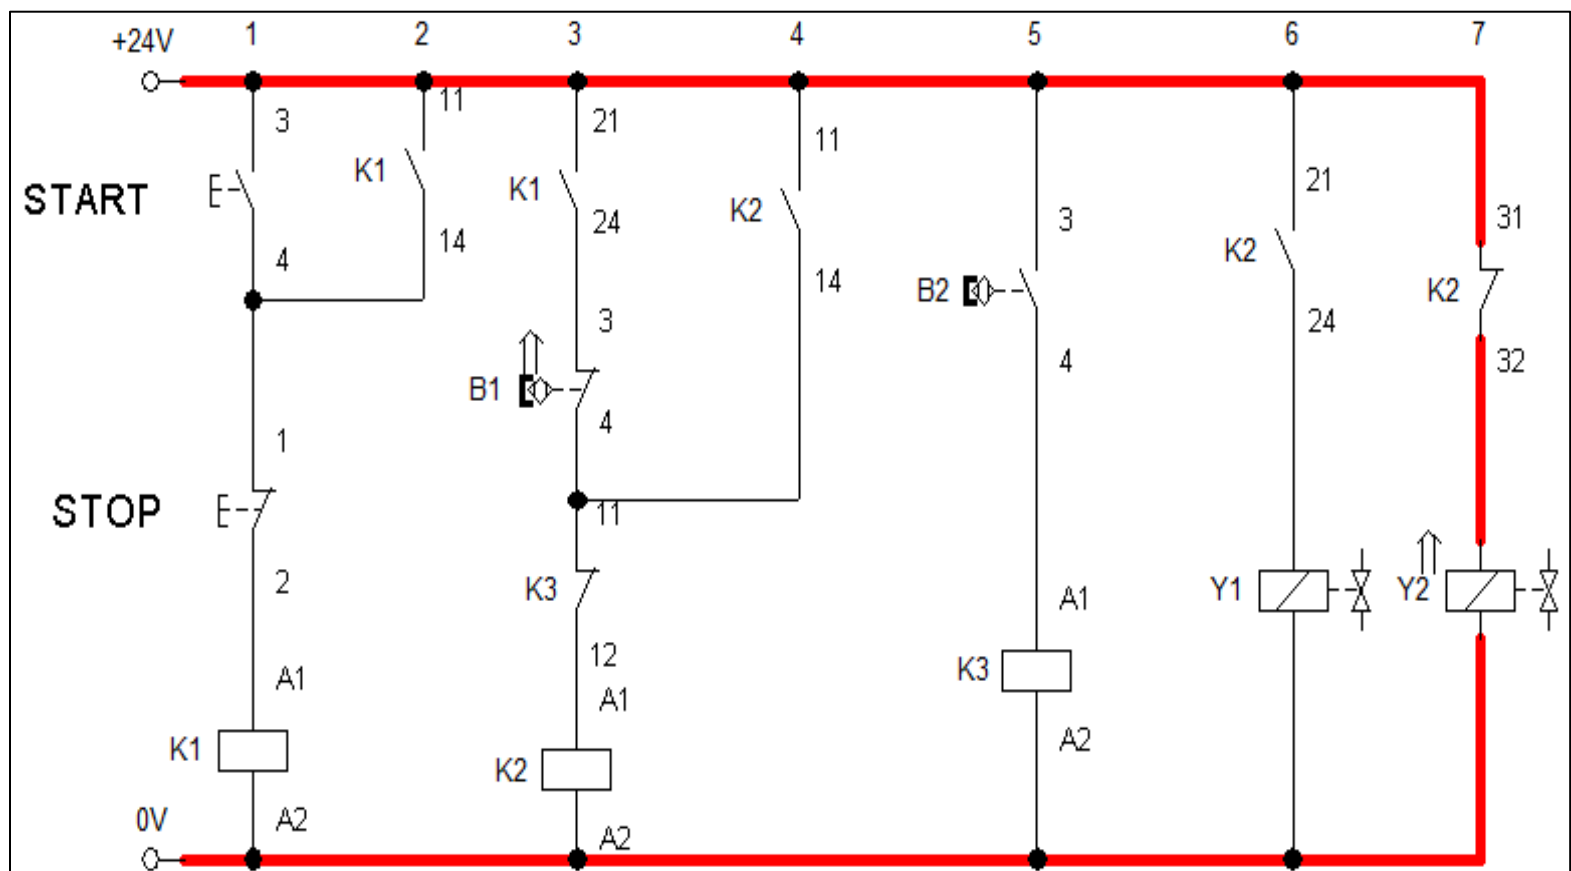 +24V 1 2 3 4 5 6 7
3 11 21 11
START K1 K1 K2 21 31
4 14 24 14 3 K2 K2
B2
3 4 24 32
B1
4
1
11
STOP
2 K3 A1 Y1 Y2
12
A1 A1 K3
A2
K1 K2
0V A2 A2